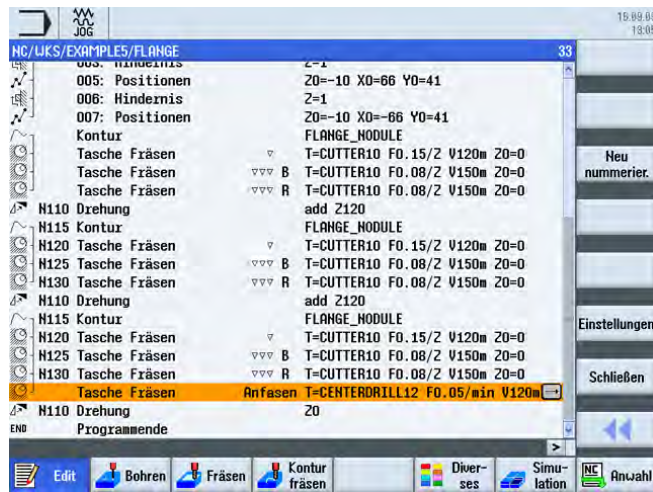 JOG
NC/WKS/EXAMPLE5/FLANGE 33
005: Positionen Z0=-10 X0=66 Y0=41
006: Hindernis Z=1
007: Positionen Z0=-10 X0=-66 Y0=41
Kontur FLANGE_NODULE
Tasche Fräsen ▽ T=CUTTER10 F0.15/Z V120m Z0=0
Tasche Fräsen ▽▽▽ B T=CUTTER10 F0.08/Z V150m Z0=0
Tasche Fräsen ▽▽▽ R T=CUTTER10 F0.08/Z V150m Z0=0
N110 Drehung add Z120
N115 Kontur FLANGE_NODULE
N120 Tasche Fräsen ▽ T=CUTTER10 F0.15/Z V120m Z0=0
N125 Tasche Fräsen ▽▽▽ B T=CUTTER10 F0.08/Z V150m Z0=0
N130 Tasche Fräsen ▽▽▽ R T=CUTTER10 F0.08/Z V150m Z0=0
N110 Drehung add Z120
N115 Kontur FLANGE_NODULE
N120 Tasche Fräsen ▽ T=CUTTER10 F0.15/Z V120m Z0=0
N125 Tasche Fräsen ▽▽▽ B T=CUTTER10 F0.08/Z V150m Z0=0
N130 Tasche Fräsen ▽▽▽ R T=CUTTER10 F0.08/Z V150m Z0=0
Tasche Fräsen Anfasen T=CENTERDRILL12 F0.05/min V120m
N110 Drehung Z0
END Programmende
Neu
nummerier.
Einstellungen
Schließen
Edit
Bohren
Fräsen
Kontur
fräsen
Diver-
ses
Simu-
lation
NC Anwahl